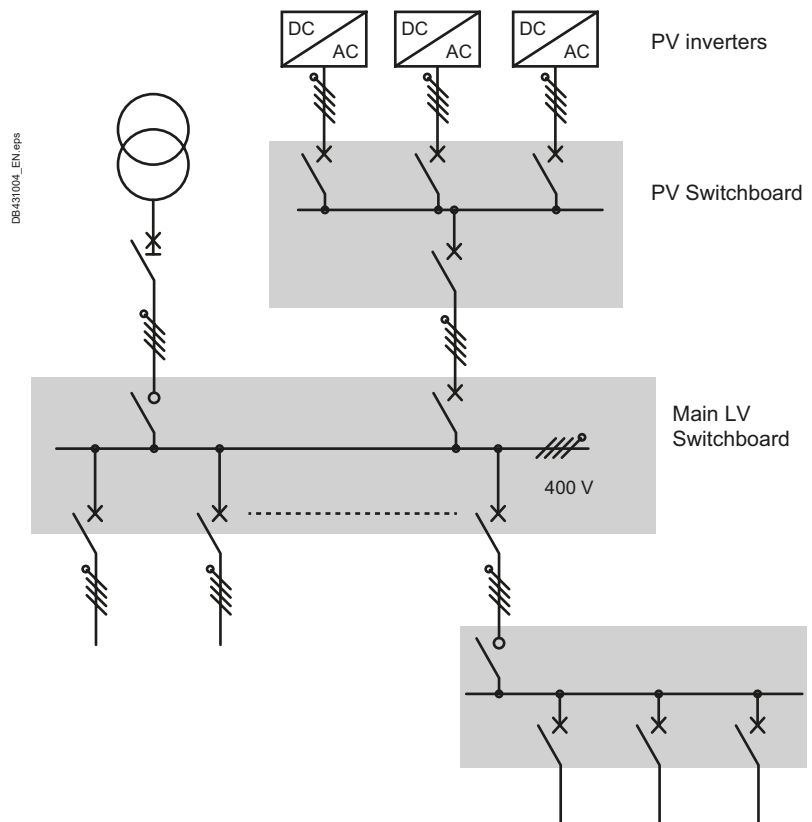 DC
AC
DC
AC
DC
AC
PV inverters
DB431004_EN.eps
PV Switchboard
Main LV
Switchboard
400 V